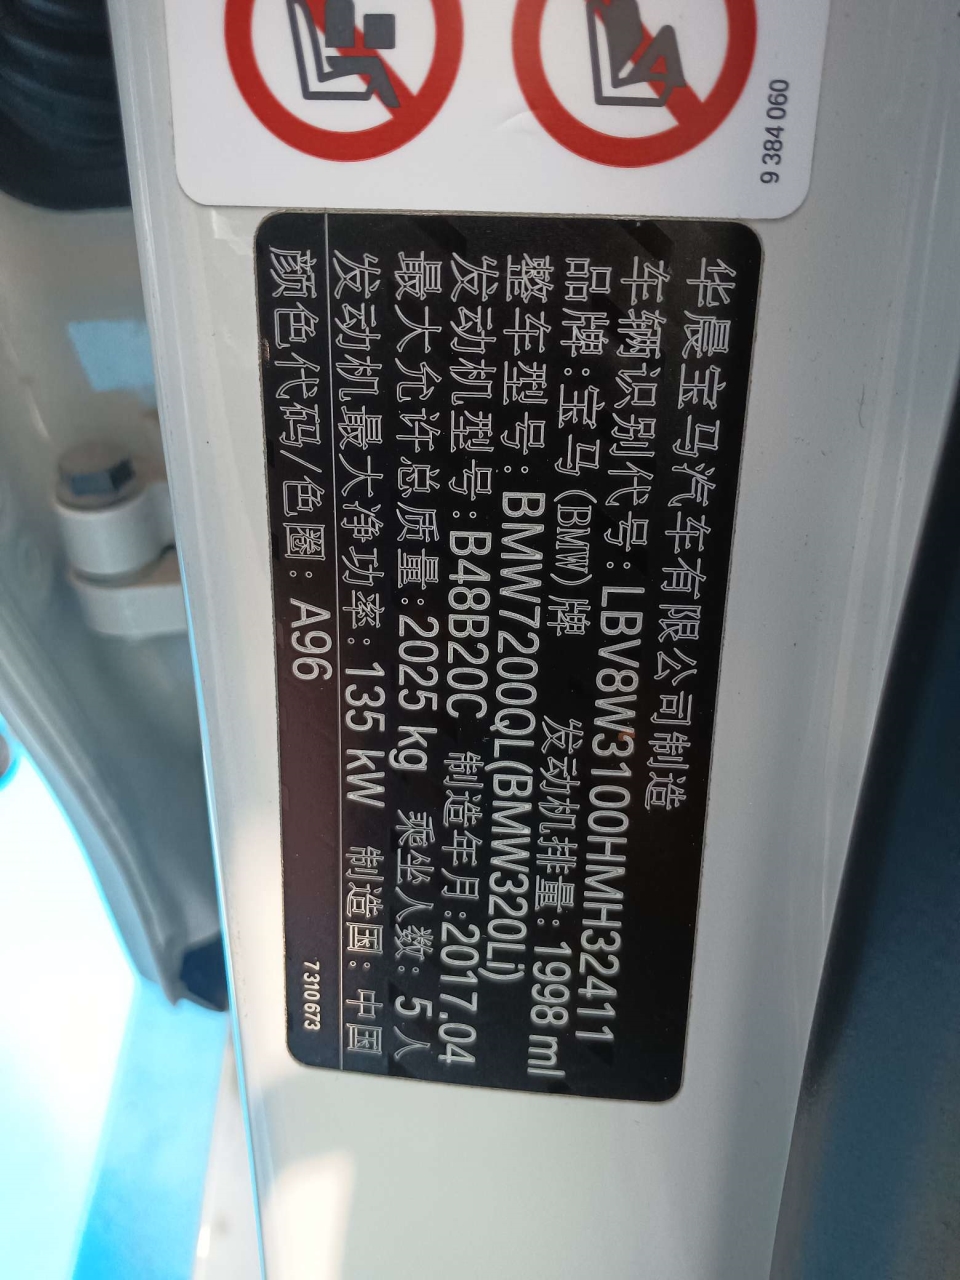 9 384 060
华晨宝马汽车有限公司制造
车辆识别代号:LBV8W3100HMH32411
品牌:宝马(BMW)牌 发动机排量:1998 ml
整车型号:BMW7200QL(BMW320Li)
发动机型号:B48B20C 制造年月:2017.04
最大允许总质量:2025 kg 乘坐人数:5人
发动机最大净功率:135 kW 制造国:中国
颜色代码/色圈:A96
7310673